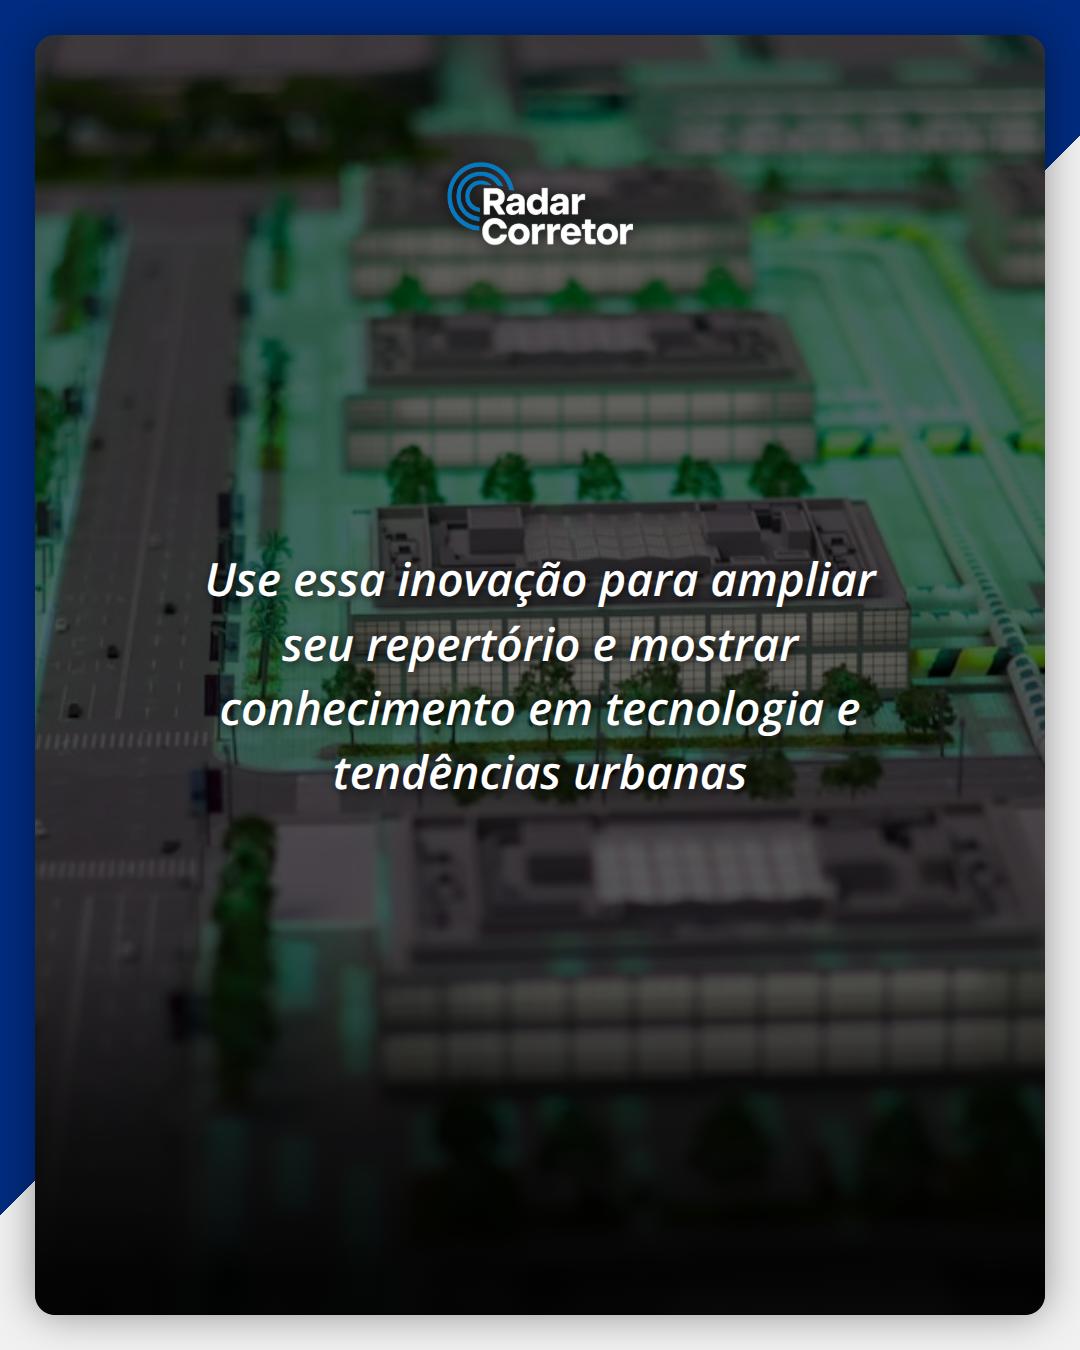 Radar
Corretor
Use essa inovação para ampliar
seu repertório e mostrar
conhecimento em tecnologia e
tendências urbanas